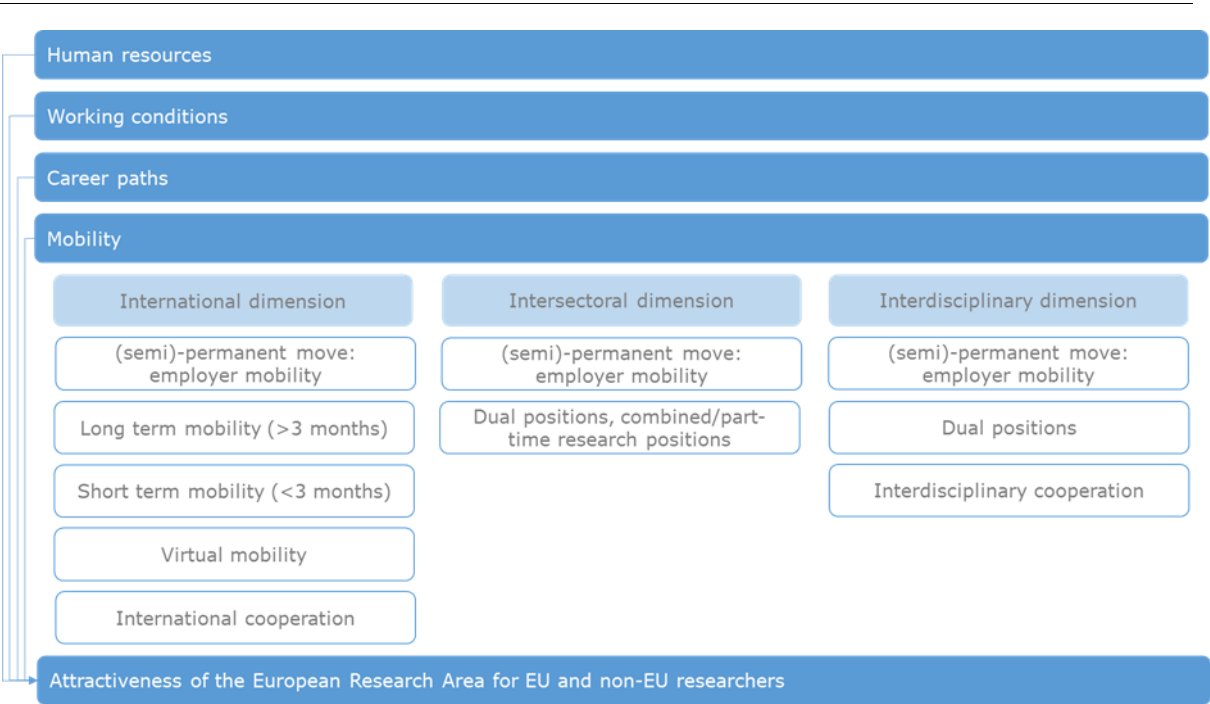 Human resources
Working conditions
Career paths
Mobility
International dimension
(semi)-permanent move:
employer mobility
Long term mobility (>3 months)
Short term mobility (<3 months)
Virtual mobility
International cooperation
Intersectoral dimension
(semi)-permanent move:
employer mobility
Dual positions, combined/part-
time research positions
Interdisciplinary dimension
(semi)-permanent move:
employer mobility
Dual positions
Interdisciplinary cooperation
Attractiveness of the European Research Area for EU and non-EU researchers